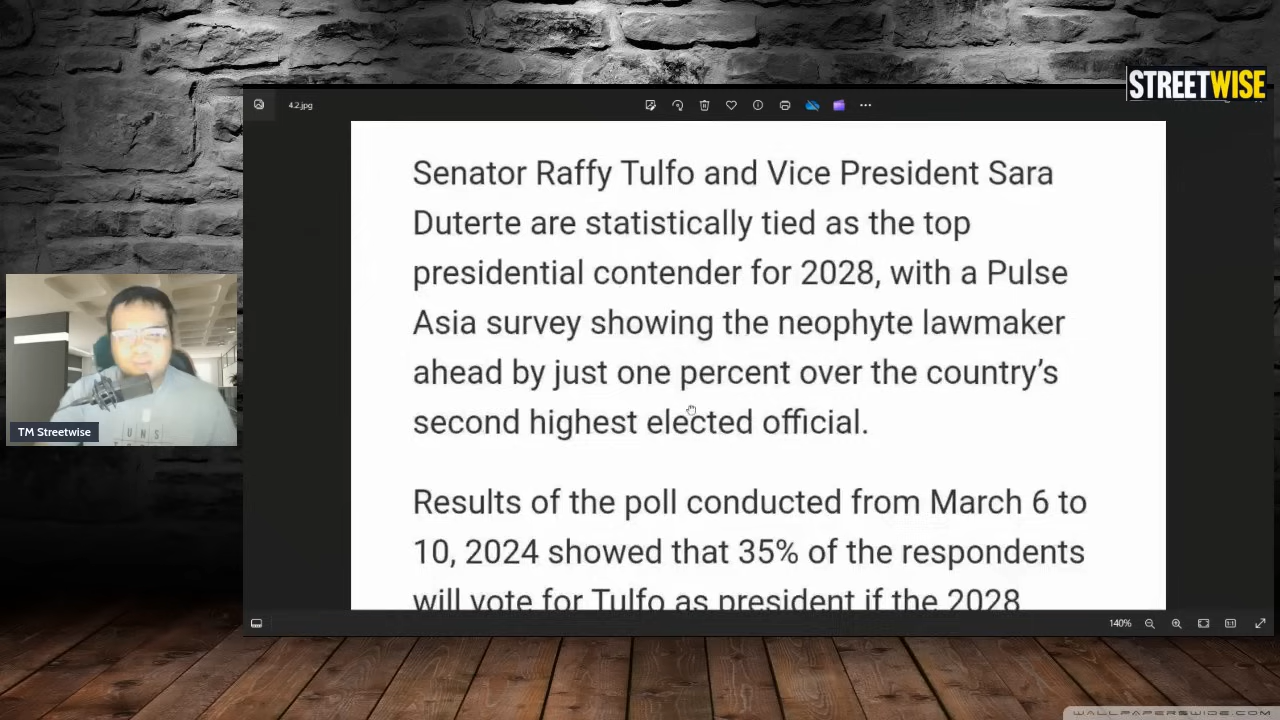 STREETWISE
4.2.jpg
Senator Raffy Tulfo and Vice President Sara
Duterte are statistically tied as the top
presidential contender for 2028, with a Pulse
Asia survey showing the neophyte lawmaker
ahead by just one percent over the country’s
second highest elected official.
Results of the poll conducted from March 6 to
10, 2024 showed that 35% of the respondents
will vote for Tulfo as president if the 2028
U N S
TM Streetwise
140%
WALLPAPERSWIDE.COM